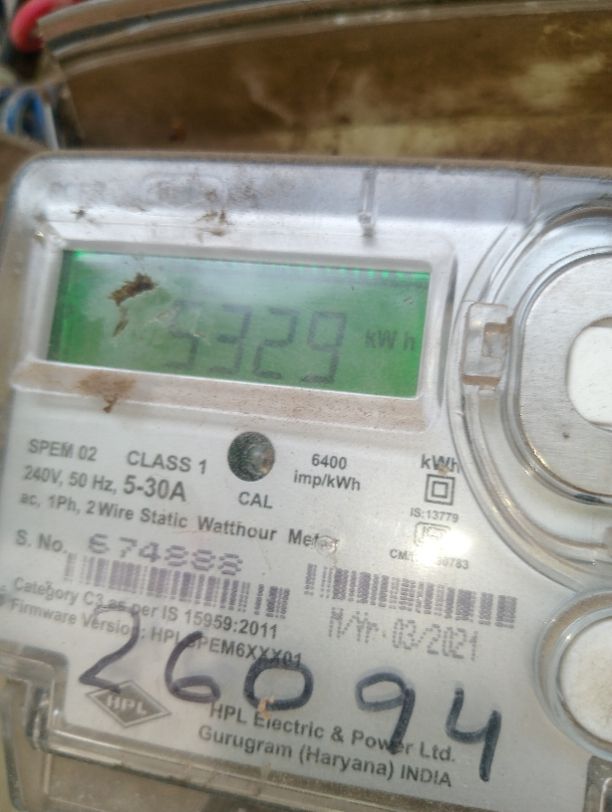 5329 kWh
SPEM 02 CLASS 1
6400
imp/kWh
kWh
240V, 50 Hz, 5-30A
CAL
ac, 1Ph, 2 Wire Static Watthour Meter
IS:13779
S. No. 674888
Category C3 as per IS 15959:2011
M/Yr. 03/2021
Firmware Version: HPLSPEM6XXX01
26094
HPL
HPL Electric & Power Ltd.
Gurugram (Haryana) INDIA